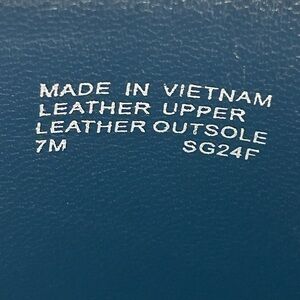 MADE IN VIETNAM
LEATHER UPPER
LEATHER OUTSOLE
7M SG24F